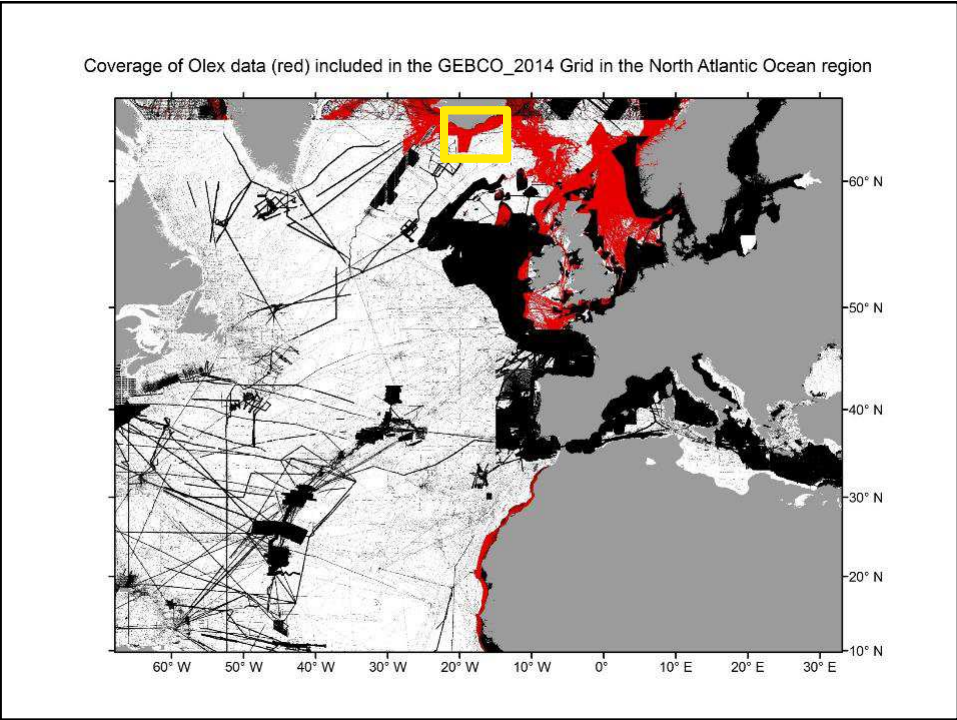 Coverage of Olex data (red) included in the GEBCO_2014 Grid in the North Atlantic Ocean region
60° N
50° N
40° N
30° N
20° N
10° N
60° W 50° W 40° W 30° W 20° W 10° W 0° 10° E 20° E 30° E